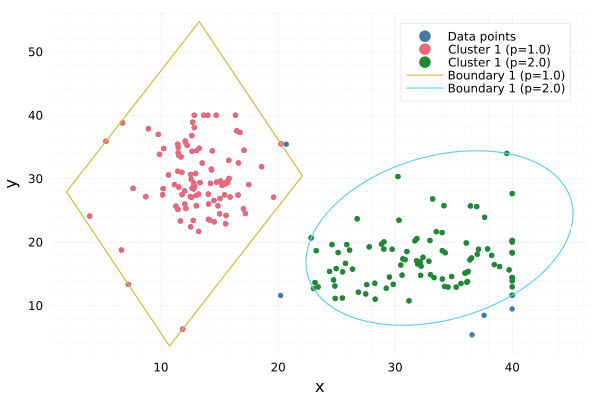 50
40
30
20
10
y
10
20
30
40
x
Data points
Cluster 1 (p=1.0)
Cluster 1 (p=2.0)
Boundary 1 (p=1.0)
Boundary 1 (p=2.0)